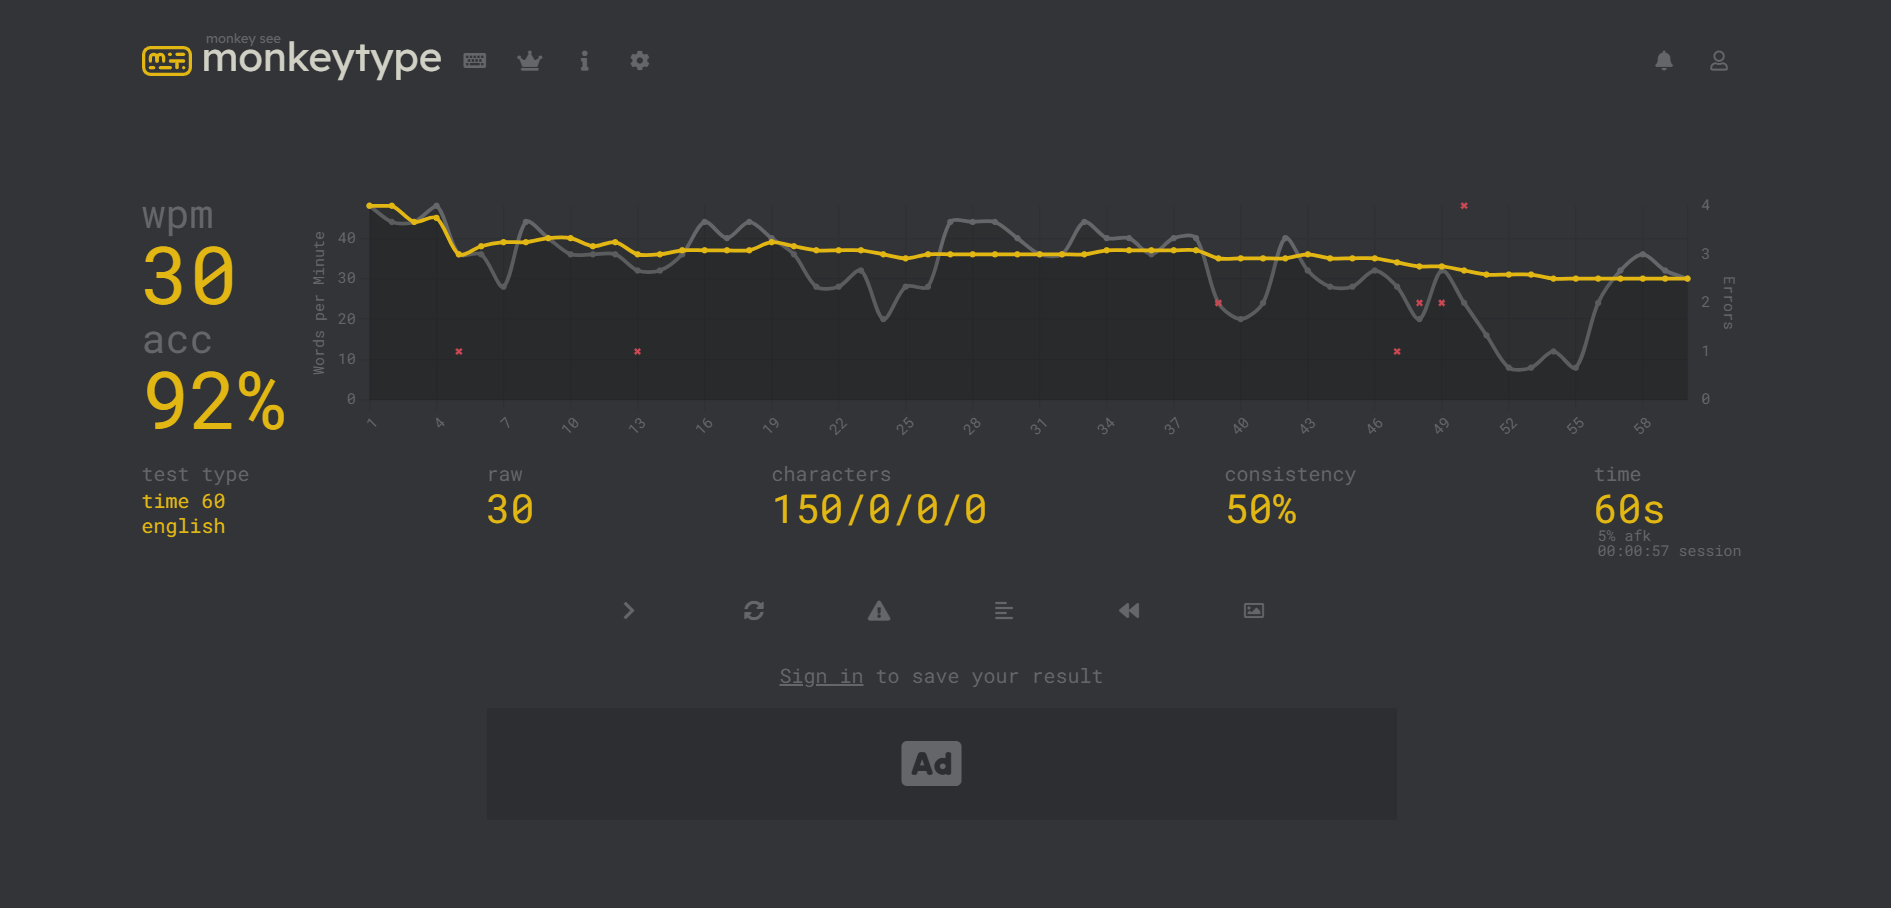 monkey see
monkeytype
wpm
30
acc
92%
Words per Minute
40
30
20
10
0
4
3
2
1
0
Errors
1 4 7 10 13 16 19 22 25 28 31 34 37 40 43 46 49 52 55 58
test type
time 60
english
raw
30
characters
150/0/0/0
consistency
50%
time
60s
5% afk
00:00:57 session
Sign in to save your result
Ad